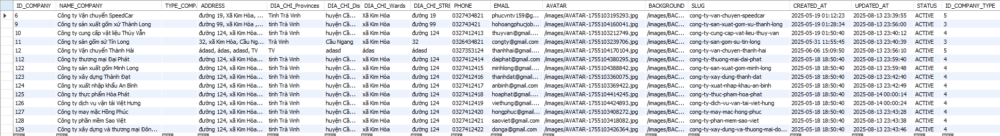 ID_COMPANY NAME_COMPANY TYPE_COMPA ADDRESS DIA_CHI_Provinces DIA_CHI_Dis DIA_CHI_Wards DIA_CHI_STRE PHONE EMAIL AVATAR BACKGROUND SLUG CREATED_AT UPDATED_AT STATUS ID_COMPANY_TYPE
6 Công ty Vận chuyển SpeedCar đường 19, Xã Kim Hòa, ... Tỉnh Trà Vinh huyện Cầ... Xã Kim Hòa đường 19 0327434821 phucvntv159@g... /images/AVATAR-1755103195293.jpg /images/BAC... cong-ty-van-chuyen-speedcar 2025-05-19 01:12:23 2025-08-13 23:39:55 ACTIVE 5
9 Công ty sản xuất gốm xứ Thành Long đường 99, xã Kim Hòa ,... tỉnh Trà Vinh huyện Cầ... xã Kim Hòa đường 99 032743421 hohoangphucjob... /images/AVATAR-1755104160041.jpg /images/BAC... cong-ty-san-xuat-gom-xu-thanh-long 2025-05-19 01:28:34 2025-08-13 23:56:00 ACTIVE 3
10 Công ty cung cấp vật liệu Thúy Vẫn đường 124, xã Kim Hòa... tỉnh Trà Vinh huyện Cầ... xã Kim Hòa đường 124 0327412413 thuyvan@gmail.... /images/AVATAR-1755103212749.jpg /images/BAC... cong-ty-cung-cap-vat-lieu-thuy-van 2025-05-19 01:50:40 2025-08-13 23:40:12 ACTIVE 4
11 Công ty sản gốm sứ Tín Long 32, xã Kim Hòa, Cầu Ng... Trà Vinh Cầu Ngang xã Kim Hòa 32 0326434821 congty@gmail.com /images/AVATAR-1755103239706.jpg /images/BAC... cong-ty-san-gom-su-tin-long 2025-05-31 11:55:45 2025-08-13 23:40:39 ACTIVE 3
12 Công ty Vận chuyển Thành Hải ádasd, ádas, adasd, TV TV adasd ádas ádasd 0327353124 thanhhai@gmail.... /images/AVATAR-1755104170104.jpg /images/BAC... cong-ty-van-chuyen-thanh-hai 2025-06-06 15:09:50 2025-08-13 23:56:10 ACTIVE 5
112 Công ty thương mại Đại Phát đường 124, xã Kim Hòa... tỉnh Trà Vinh huyện Cầ... xã Kim Hòa đường 124 0327412414 daiphat@gmail.com /images/AVATAR-1755104380295.jpg /images/BAC... cong-ty-thuong-mai-dai-phat 2025-05-18 18:50:40 2025-08-13 23:59:40 ACTIVE 4
122 Công ty sản xuất gốm Minh Long đường 124, xã Kim Hòa... tỉnh Trà Vinh huyện Cầ... xã Kim Hòa đường 124 0327412415 minhlong@gmail.... /images/AVATAR-1755104388842.jpg /images/BAC... cong-ty-san-xuat-gom-minh-long 2025-05-18 18:50:40 2025-08-13 23:59:48 ACTIVE 4
123 Công ty xây dựng Thành Đạt đường 124, xã Kim Hòa... tỉnh Trà Vinh huyện Cầ... xã Kim Hòa đường 124 0327412416 thanhdat@gmail.... /images/AVATAR-1755103360075.jpg /images/BAC... cong-ty-xay-dung-thanh-dat 2025-05-18 18:50:40 2025-08-13 23:42:40 ACTIVE 4
124 Công ty xuất nhập khẩu An Bình đường 124, xã Kim Hòa... tỉnh Trà Vinh huyện Cầ... xã Kim Hòa đường 124 0327412417 anbinh@gmail.com /images/AVATAR-1755103369422.jpg /images/BAC... cong-ty-xuat-nhap-khau-an-binh 2025-05-18 18:50:40 2025-08-13 23:42:49 ACTIVE 4
125 Công ty thực phẩm Hòa Phát đường 124, xã Kim Hòa... tỉnh Trà Vinh huyện Cầ... xã Kim Hòa đường 124 0327412418 hoaphat@gmail.... /images/AVATAR-1755104414245.jpg /images/BAC... cong-ty-thuc-pham-hoa-phat 2025-05-18 18:50:40 2025-08-14 00:00:14 ACTIVE 4
126 Công ty dịch vụ vận tải Việt Hưng đường 124, xã Kim Hòa... tỉnh Trà Vinh huyện Cầ... xã Kim Hòa đường 124 0327412419 viethung@gmail.... /images/AVATAR-1755104424893.jpg /images/BAC... cong-ty-dich-vu-van-tai-viet-hung 2025-05-18 18:50:40 2025-08-14 00:00:24 ACTIVE 4
127 Công ty may mặc Hồng Phúc đường 124, xã Kim Hòa... tỉnh Trà Vinh huyện Cầ... xã Kim Hòa đường 124 0327412420 hongphuc@gmail... /images/AVATAR-1755103408272.jpg /images/BAC... cong-ty-may-mac-hong-phuc 2025-05-18 18:50:40 2025-08-13 23:43:28 ACTIVE 4
128 Công ty phần mềm Sao Việt đường 124, xã Kim Hòa... tỉnh Trà Vinh huyện Cầ... xã Kim Hòa đường 124 0327412421 saoviet@gmail.com /images/AVATAR-1755103418082.jpg /images/BAC... cong-ty-phan-mem-sao-viet 2025-05-18 18:50:40 2025-08-13 23:43:38 ACTIVE 4
129 Công ty xây dựng và thương mại Đôn... đường 124, xã Kim Hòa... tỉnh Trà Vinh huyện Cầ... xã Kim Hòa đường 124 0327412422 donga@gmail.com /images/AVATAR-1755103426364.jpg /images/BAC... cong-ty-xay-dung-va-thuong-mai-do... 2025-05-18 18:50:40 2025-08-13 23:43:46 ACTIVE 4